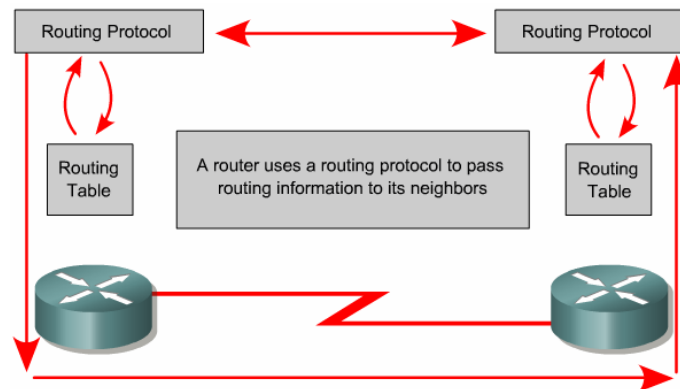 Routing Protocol
Routing Protocol
Routing
Table
A router uses a routing protocol to pass
routing information to its neighbors
Routing
Table